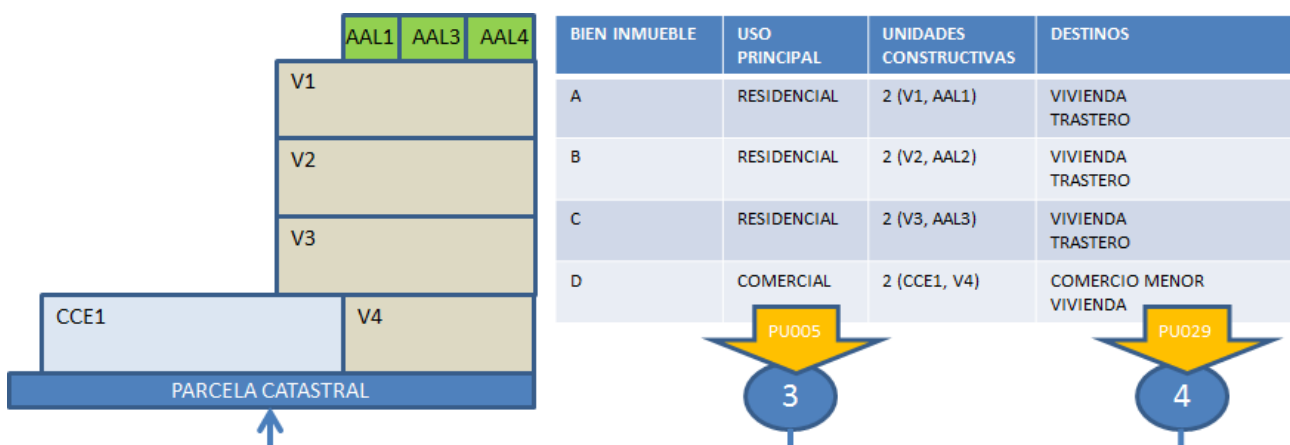 AAL1 AAL3 AAL4
V1
V2
V3
CCE1 V4
PARCELA CATASTRAL
BIEN INMUEBLE USO PRINCIPAL UNIDADES CONSTRUCTIVAS DESTINOS
A RESIDENCIAL 2 (V1, AAL1) VIVIENDA
TRASTERO
B RESIDENCIAL 2 (V2, AAL2) VIVIENDA
TRASTERO
C RESIDENCIAL 2 (V3, AAL3) VIVIENDA
TRASTERO
D COMERCIAL 2 (CCE1, V4) COMERCIO MENOR
VIVIENDA
PU005 PU029
3 4